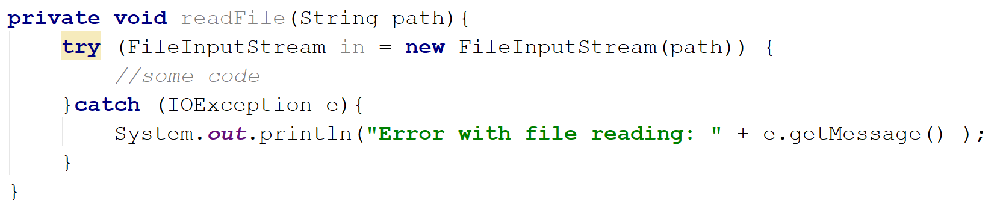 private void readFile(String path){
    try (FileInputStream in = new FileInputStream(path)) {
        //some code
    }catch (IOException e){
        System.out.println("Error with file reading: " + e.getMessage() );
    }
}